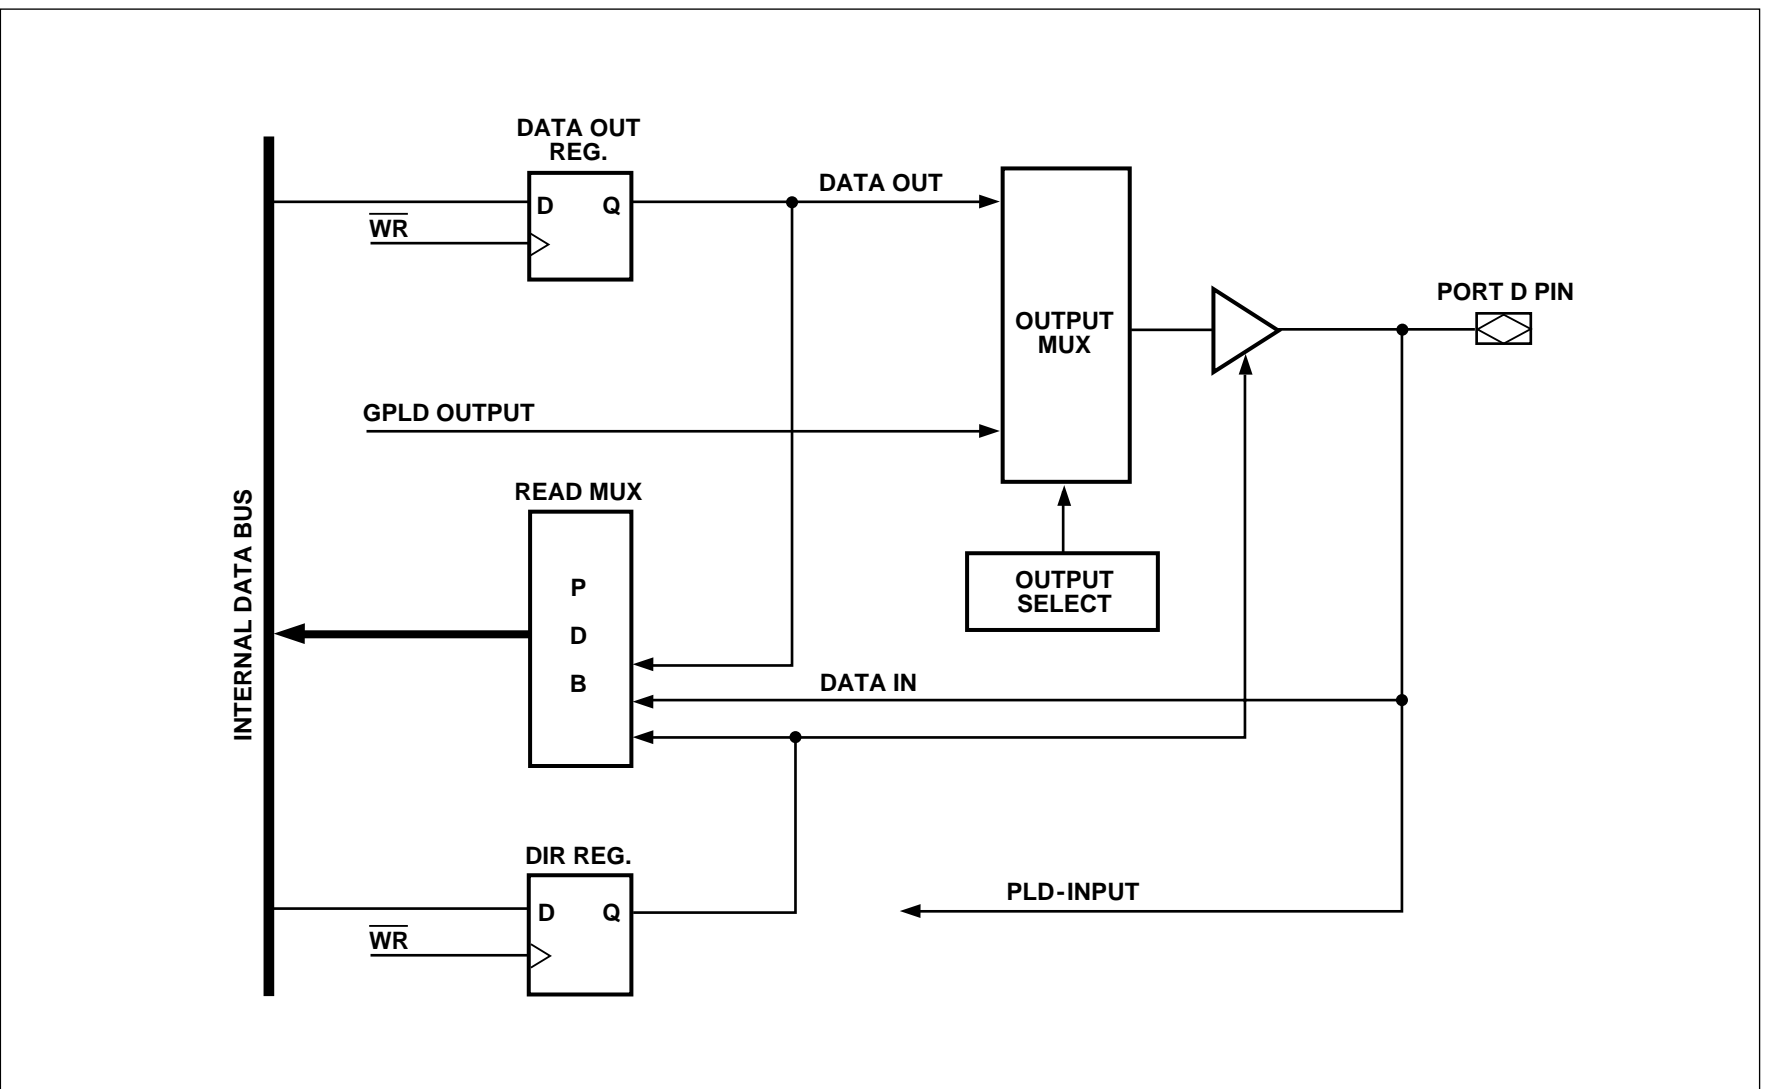 DATA OUT
REG.
D Q
WR
DATA OUT
OUTPUT
MUX
PORT D PIN
GPLD OUTPUT
READ MUX
P
D
B
INTERNAL DATA BUS
OUTPUT
SELECT
DATA IN
DIR REG.
D Q
WR
PLD-INPUT